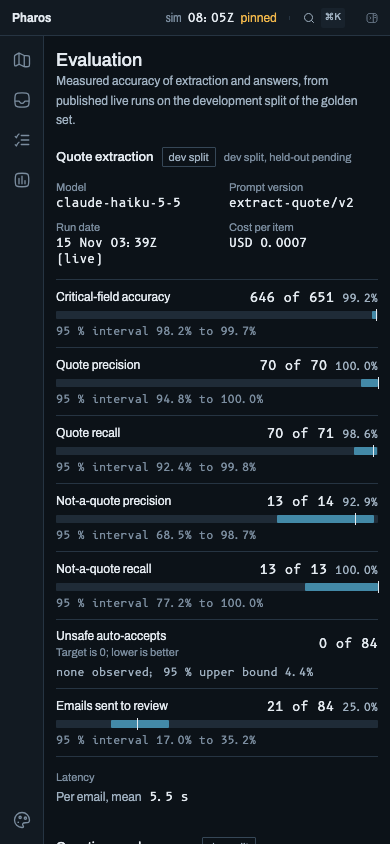 Pharos
sim 08:05Z pinned
⌘K
Evaluation
Measured accuracy of extraction and answers, from
published live runs on the development split of the golden
set.
Quote extraction dev split dev split, held-out pending
Model Prompt version
claude-haiku-5-5 extract-quote/v2
Run date Cost per item
15 Nov 03:39Z USD 0.0007
[live]
Critical-field accuracy 646 of 651 99.2%
95 % interval 98.2% to 99.7%
Quote precision 70 of 70 100.0%
95 % interval 94.8% to 100.0%
Quote recall 70 of 71 98.6%
95 % interval 92.4% to 99.8%
Not-a-quote precision 13 of 14 92.9%
95 % interval 68.5% to 98.7%
Not-a-quote recall 13 of 13 100.0%
95 % interval 77.2% to 100.0%
Unsafe auto-accepts 0 of 84
Target is 0; lower is better
none observed; 95 % upper bound 4.4%
Emails sent to review 21 of 84 25.0%
95 % interval 17.0% to 35.2%
Latency
Per email, mean 5.5 s